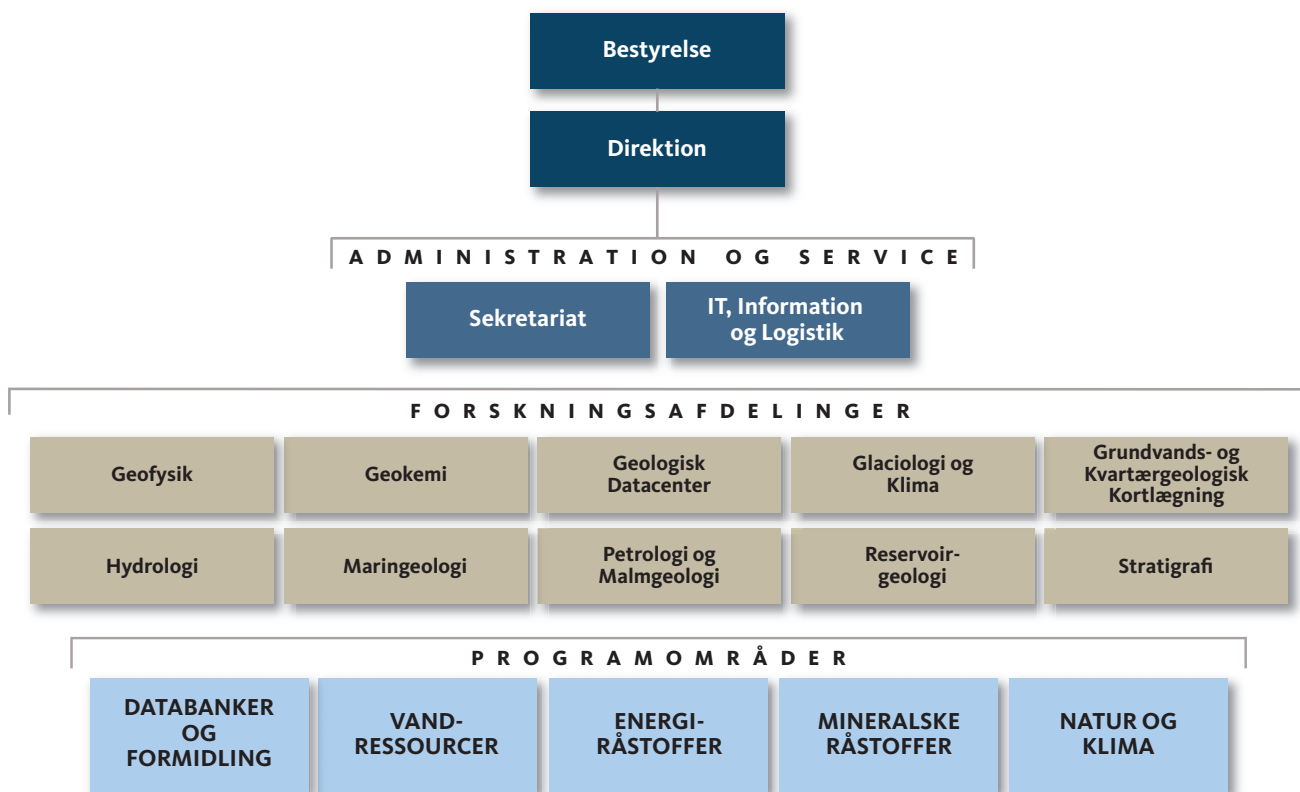 Bestyrelse
Direktion
ADMINISTRATION OG SERVICE
Sekretariat
IT, Information
og Logistik
FORSKNINGSAFDELINGER
Geofysik
Geokemi
Geologisk
Datacenter
Glaciologi og
Klima
Grundvands- og
Kvartærgeologisk
Kortlægning
Hydrologi
Maringeologi
Petrologi og
Malmgeologi
Reservoir-
geologi
Stratigrafi
PROGRAMOMRÅDER
DATABANKER
OG
FORMIDLING
VAND-
RESSOURCER
ENERGI-
RÅSTOFFER
MINERALSKE
RÅSTOFFER
NATUR OG
KLIMA